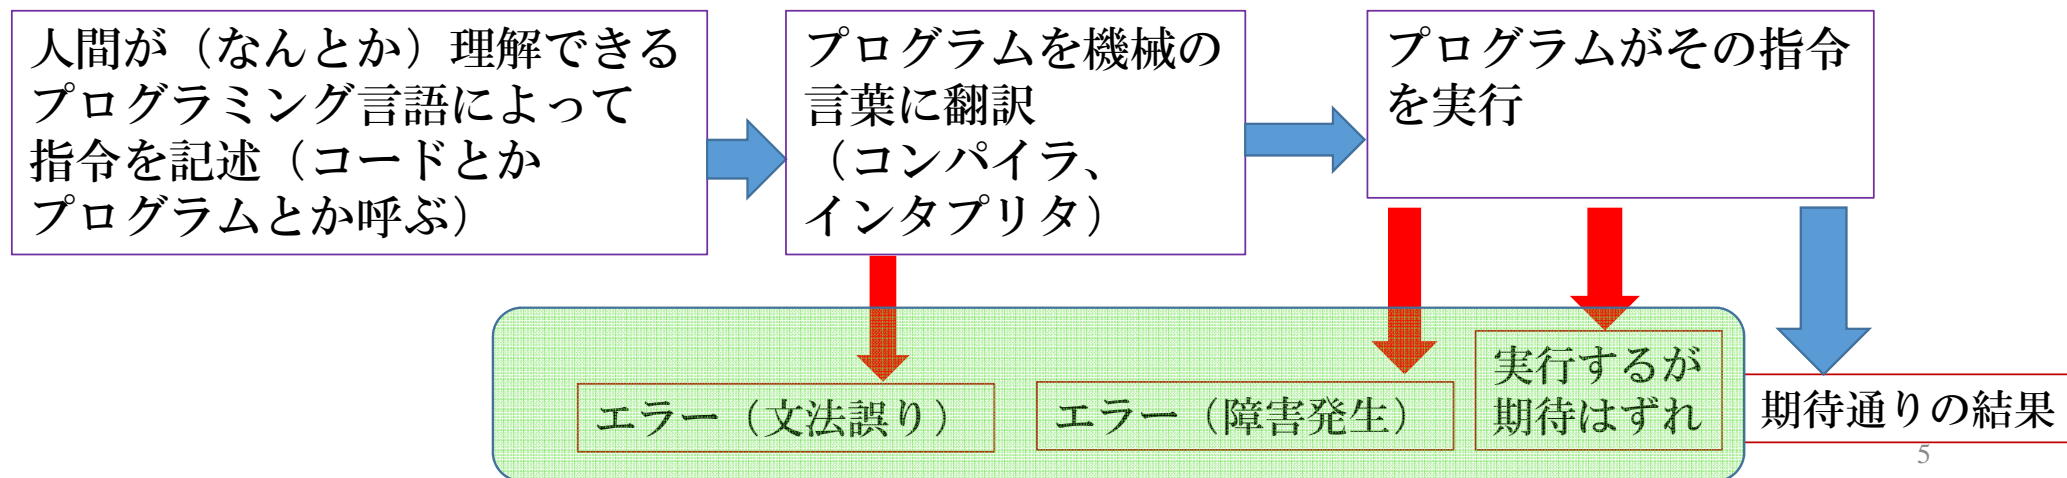 人間が（なんとか）理解できる
プログラミング言語によって
指令を記述（コードとか
プログラムとか呼ぶ）
プログラムを機械の
言葉に翻訳
（コンパイラ、
インタプリタ）
プログラムがその指令
を実行
エラー（文法誤り）
エラー（障害発生）
実行するが
期待はずれ
期待通りの結果
5